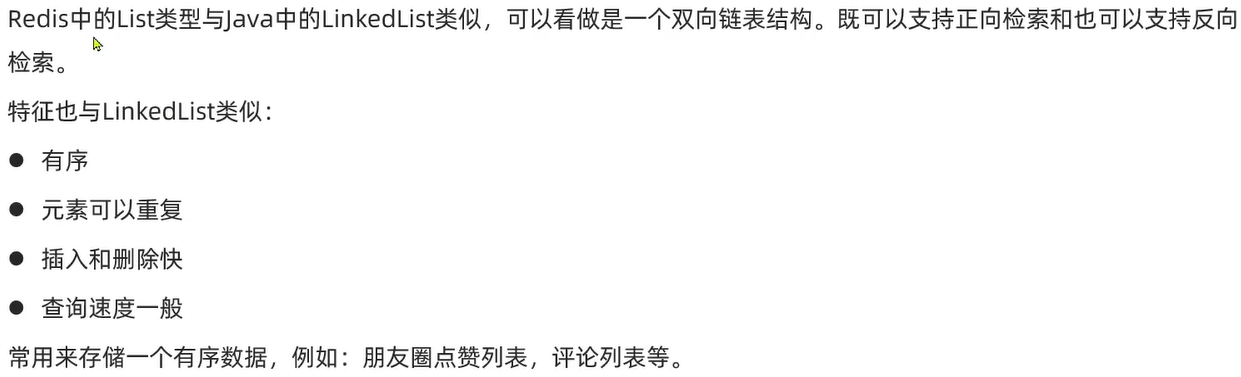 Redis中的List类型与Java中的LinkedList类似，可以看做是一个双向链表结构。既可以支持正向检索和也可以支持反向
检索。
特征也与LinkedList类似：
● 有序
● 元素可以重复
● 插入和删除快
● 查询速度一般
常用来存储一个有序数据，例如：朋友圈点赞列表，评论列表等。